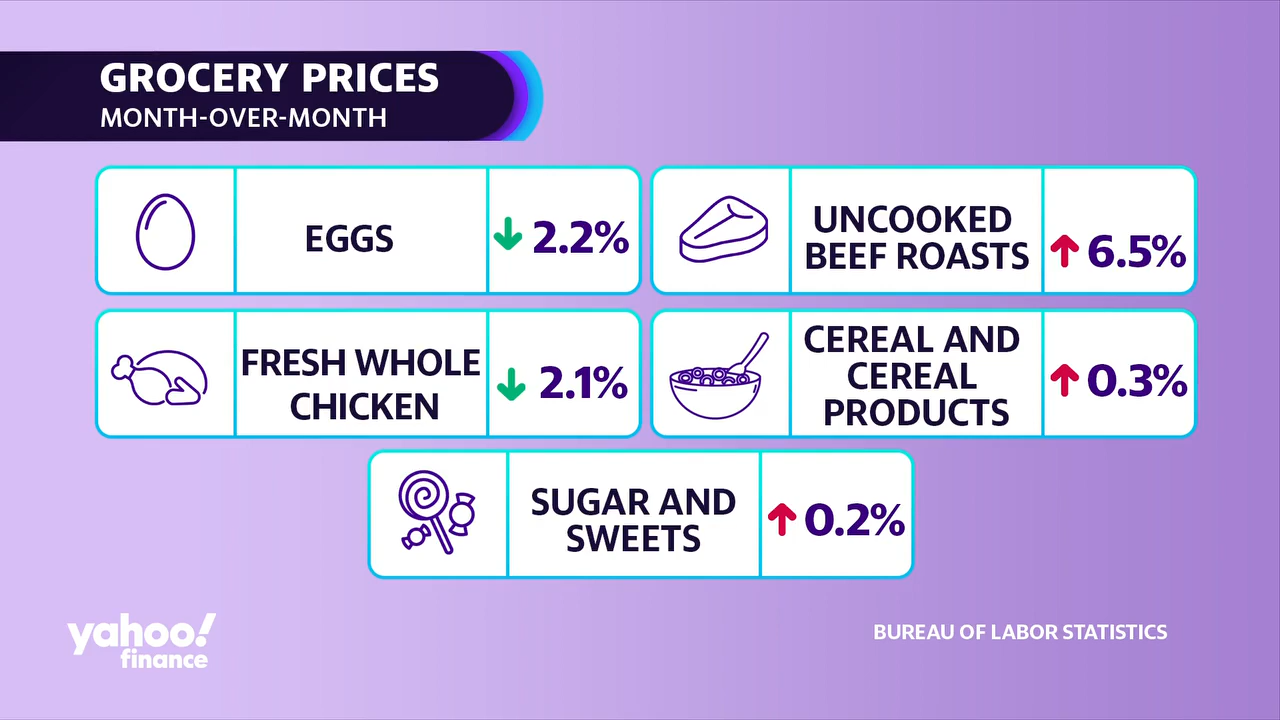 GROCERY PRICES
MONTH-OVER-MONTH
EGGS
2.2%
UNCOOKED
BEEF ROASTS
6.5%
FRESH WHOLE
CHICKEN
2.1%
CEREAL AND
CEREAL
PRODUCTS
0.3%
SUGAR AND
SWEETS
0.2%
yahoo!
finance
BUREAU OF LABOR STATISTICS